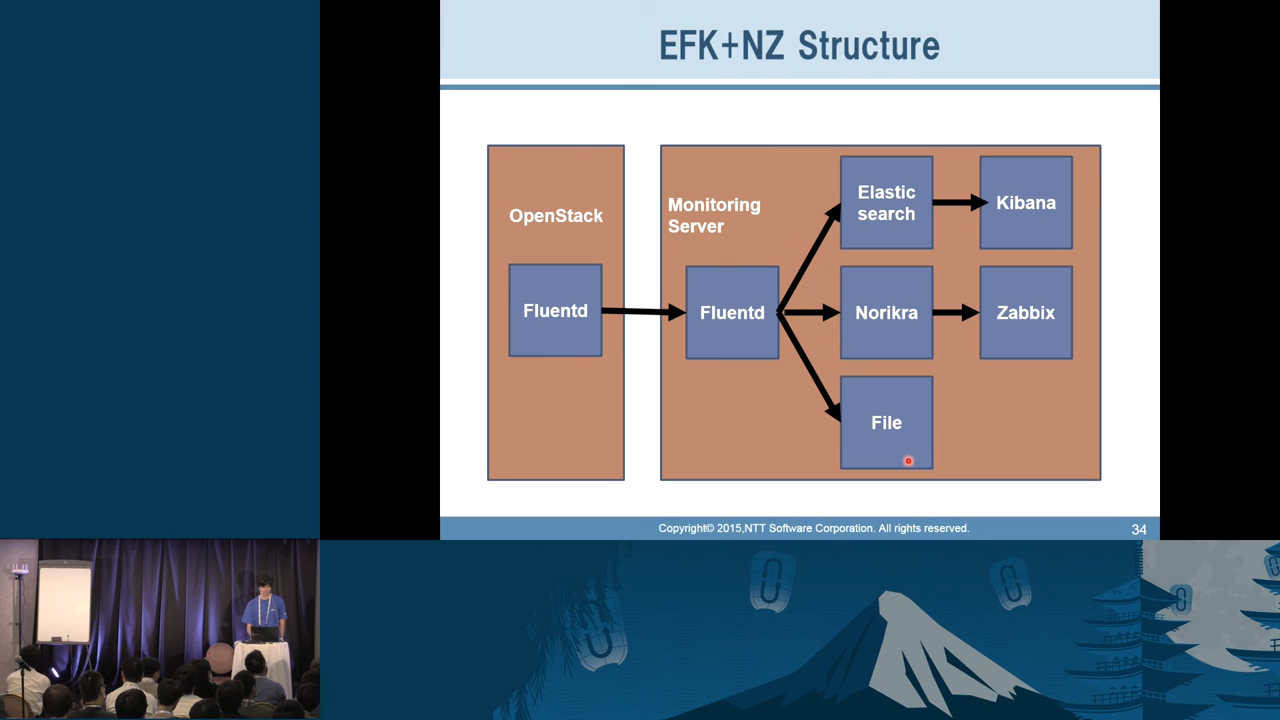 EFK+NZ Structure
OpenStack
Fluentd
Monitoring
Server
Fluentd
Elastic
search
Kibana
Norikra
Zabbix
File
Copyright© 2015,NTT Software Corporation. All rights reserved.
34